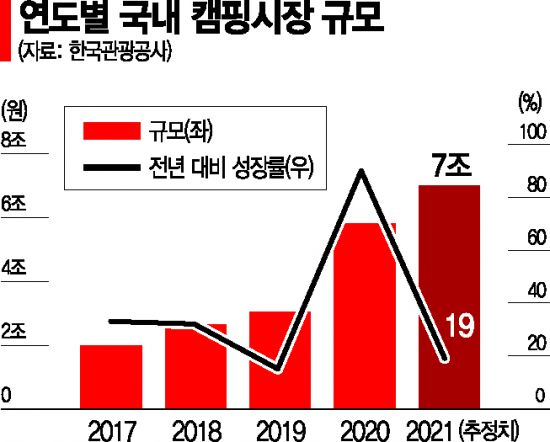 연도별 국내 캠핑시장 규모
(자료: 한국관광공사)
(원)
(%)
8조
6조
4조
2조
0
규모(좌)
전년 대비 성장률(우)
7조
19
100
80
60
40
20
0
2017 2018 2019 2020 2021 (추정치)